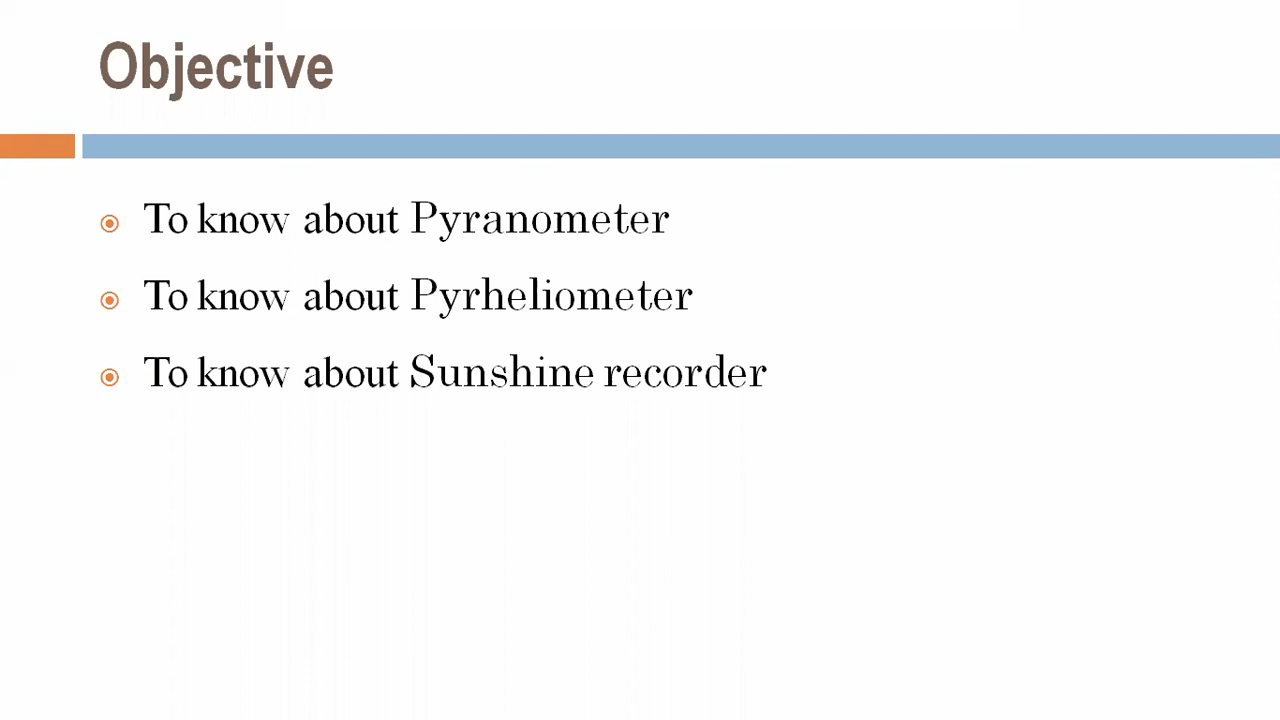 Objective
To know about Pyranometer
To know about Pyrheliometer
To know about Sunshine recorder